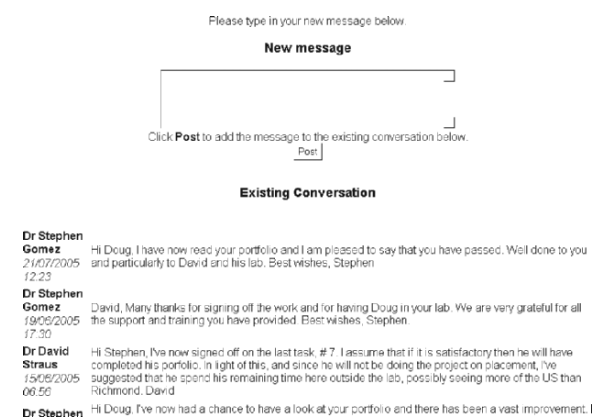 Please type in your new message below.
New message
Click Post to add the message to the existing conversation below.
Post
Existing Conversation
Dr Stephen
Gomez
21/07/2005
12:23
Hi Doug, I have now read your portfolio and I am pleased to say that you have passed. Well done to you
and particularly to David and his lab. Best wishes, Stephen
Dr Stephen
Gomez
19/06/2005
17:30
David, Many thanks for signing off the work and for having Doug in your lab. We are very grateful for all
the support and training you have provided. Best wishes, Stephen.
Dr David
Straus
15/06/2005
06:56
Hi Stephen, I've now signed off on the last task, # 7. I assume that if it is satisfactory then he will have
completed his porfolio. In light of this, and since he will not be doing the project on placement, I've
suggested that he spend his remaining time here outside the lab, possibly seeing more of the US than
Richmond. David
Dr Stephen
Hi Doug, I've now had a chance to have a look at your portfolio and there has been a vast improvement. I